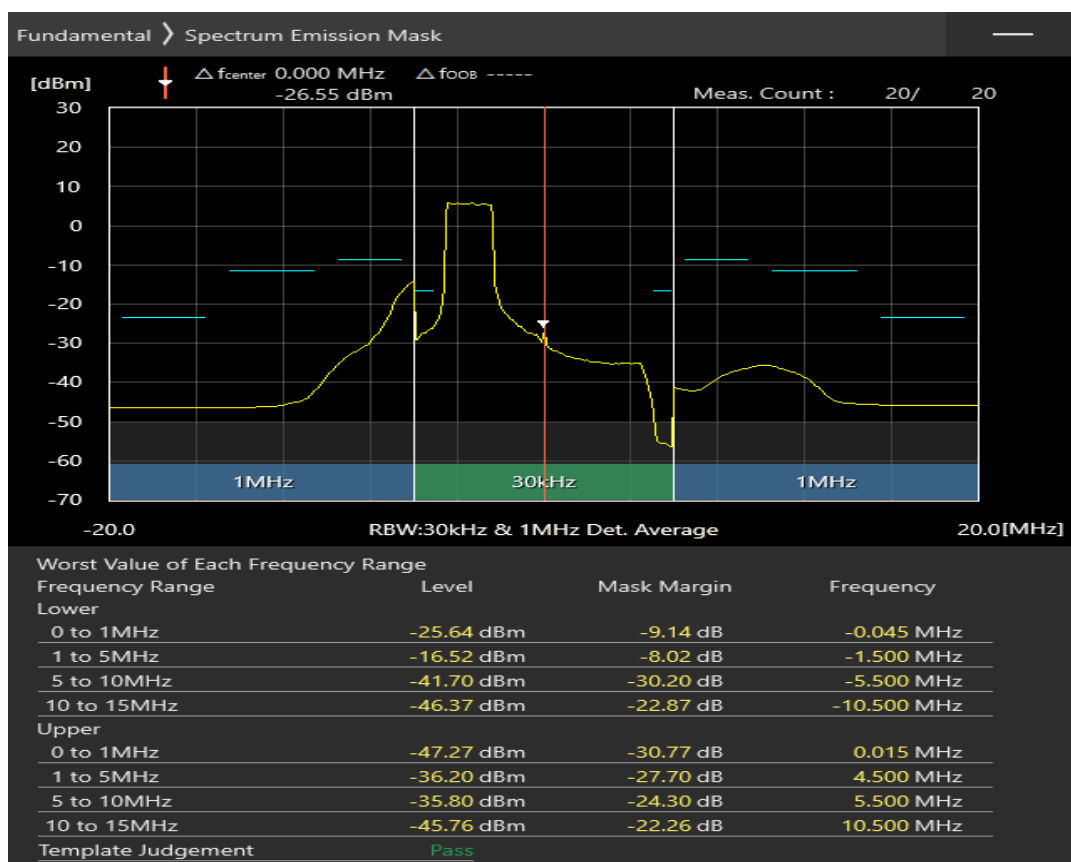 Fundamental 》 Spectrum Emission Mask
[dBm] △ fcenter 0.000 MHz △ fOOB -----
-26.55 dBm Meas. Count : 20/ 20
30
20
10
0
-10
-20
-30
-40
-50
-60
-70
1MHz 30kHz 1MHz
-20.0 RBW:30kHz & 1MHz Det. Average 20.0[MHz]
Worst Value of Each Frequency Range
Frequency Range Level Mask Margin Frequency
Lower
0 to 1MHz -25.64 dBm -9.14 dB -0.045 MHz
1 to 5MHz -16.52 dBm -8.02 dB -1.500 MHz
5 to 10MHz -41.70 dBm -30.20 dB -5.500 MHz
10 to 15MHz -46.37 dBm -22.87 dB -10.500 MHz
Upper
0 to 1MHz -47.27 dBm -30.77 dB 0.015 MHz
1 to 5MHz -36.20 dBm -27.70 dB 4.500 MHz
5 to 10MHz -35.80 dBm -24.30 dB 5.500 MHz
10 to 15MHz -45.76 dBm -22.26 dB 10.500 MHz
Template Judgement Pass